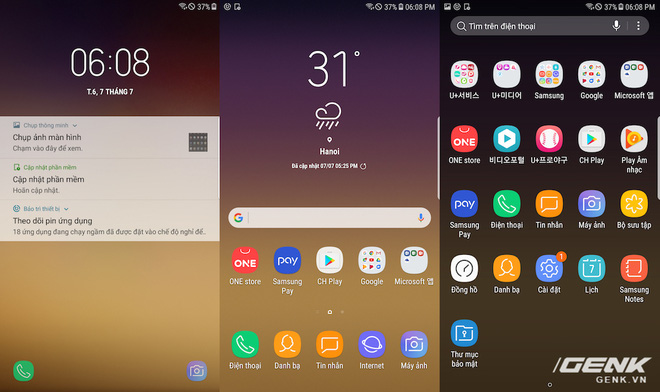 37%
06:08
T.6, 7 THÁNG 7
Chụp thông minh
Chụp ảnh màn hình
Chạm vào đây để xem.
Cập nhật phần mềm
Cập nhật phần mềm
Hoãn cập nhật.
Bảo trì thiết bị
Theo dõi pin ứng dụng
18 ứng dụng đang chạy ngầm đã được đặt vào chế độ nghỉ để..
37% 06:08 PM
31°
Hanoi
Đã cập nhật 07/07 05:25 PM
G
ONE store
Samsung Pay
CH Play
Google
Microsoft 앱
Điện thoại
Danh bạ
Tin nhắn
Internet
Máy ảnh
37% 06:08 PM
Tìm trên điện thoại
U+서비스
U+미디어
Samsung
Google
Microsoft 앱
ONE
pay
ONE store
비디오포털
U+프로야구
CH Play
Play Âm nhạc
pay
Samsung Pay
Điện thoại
Tin nhắn
Máy ảnh
Bộ sưu tập
1
7
Đồng hồ
Danh bạ
Cài đặt
Lịch
Samsung Notes
Thư mục bảo mật
GENK
GENK.VN